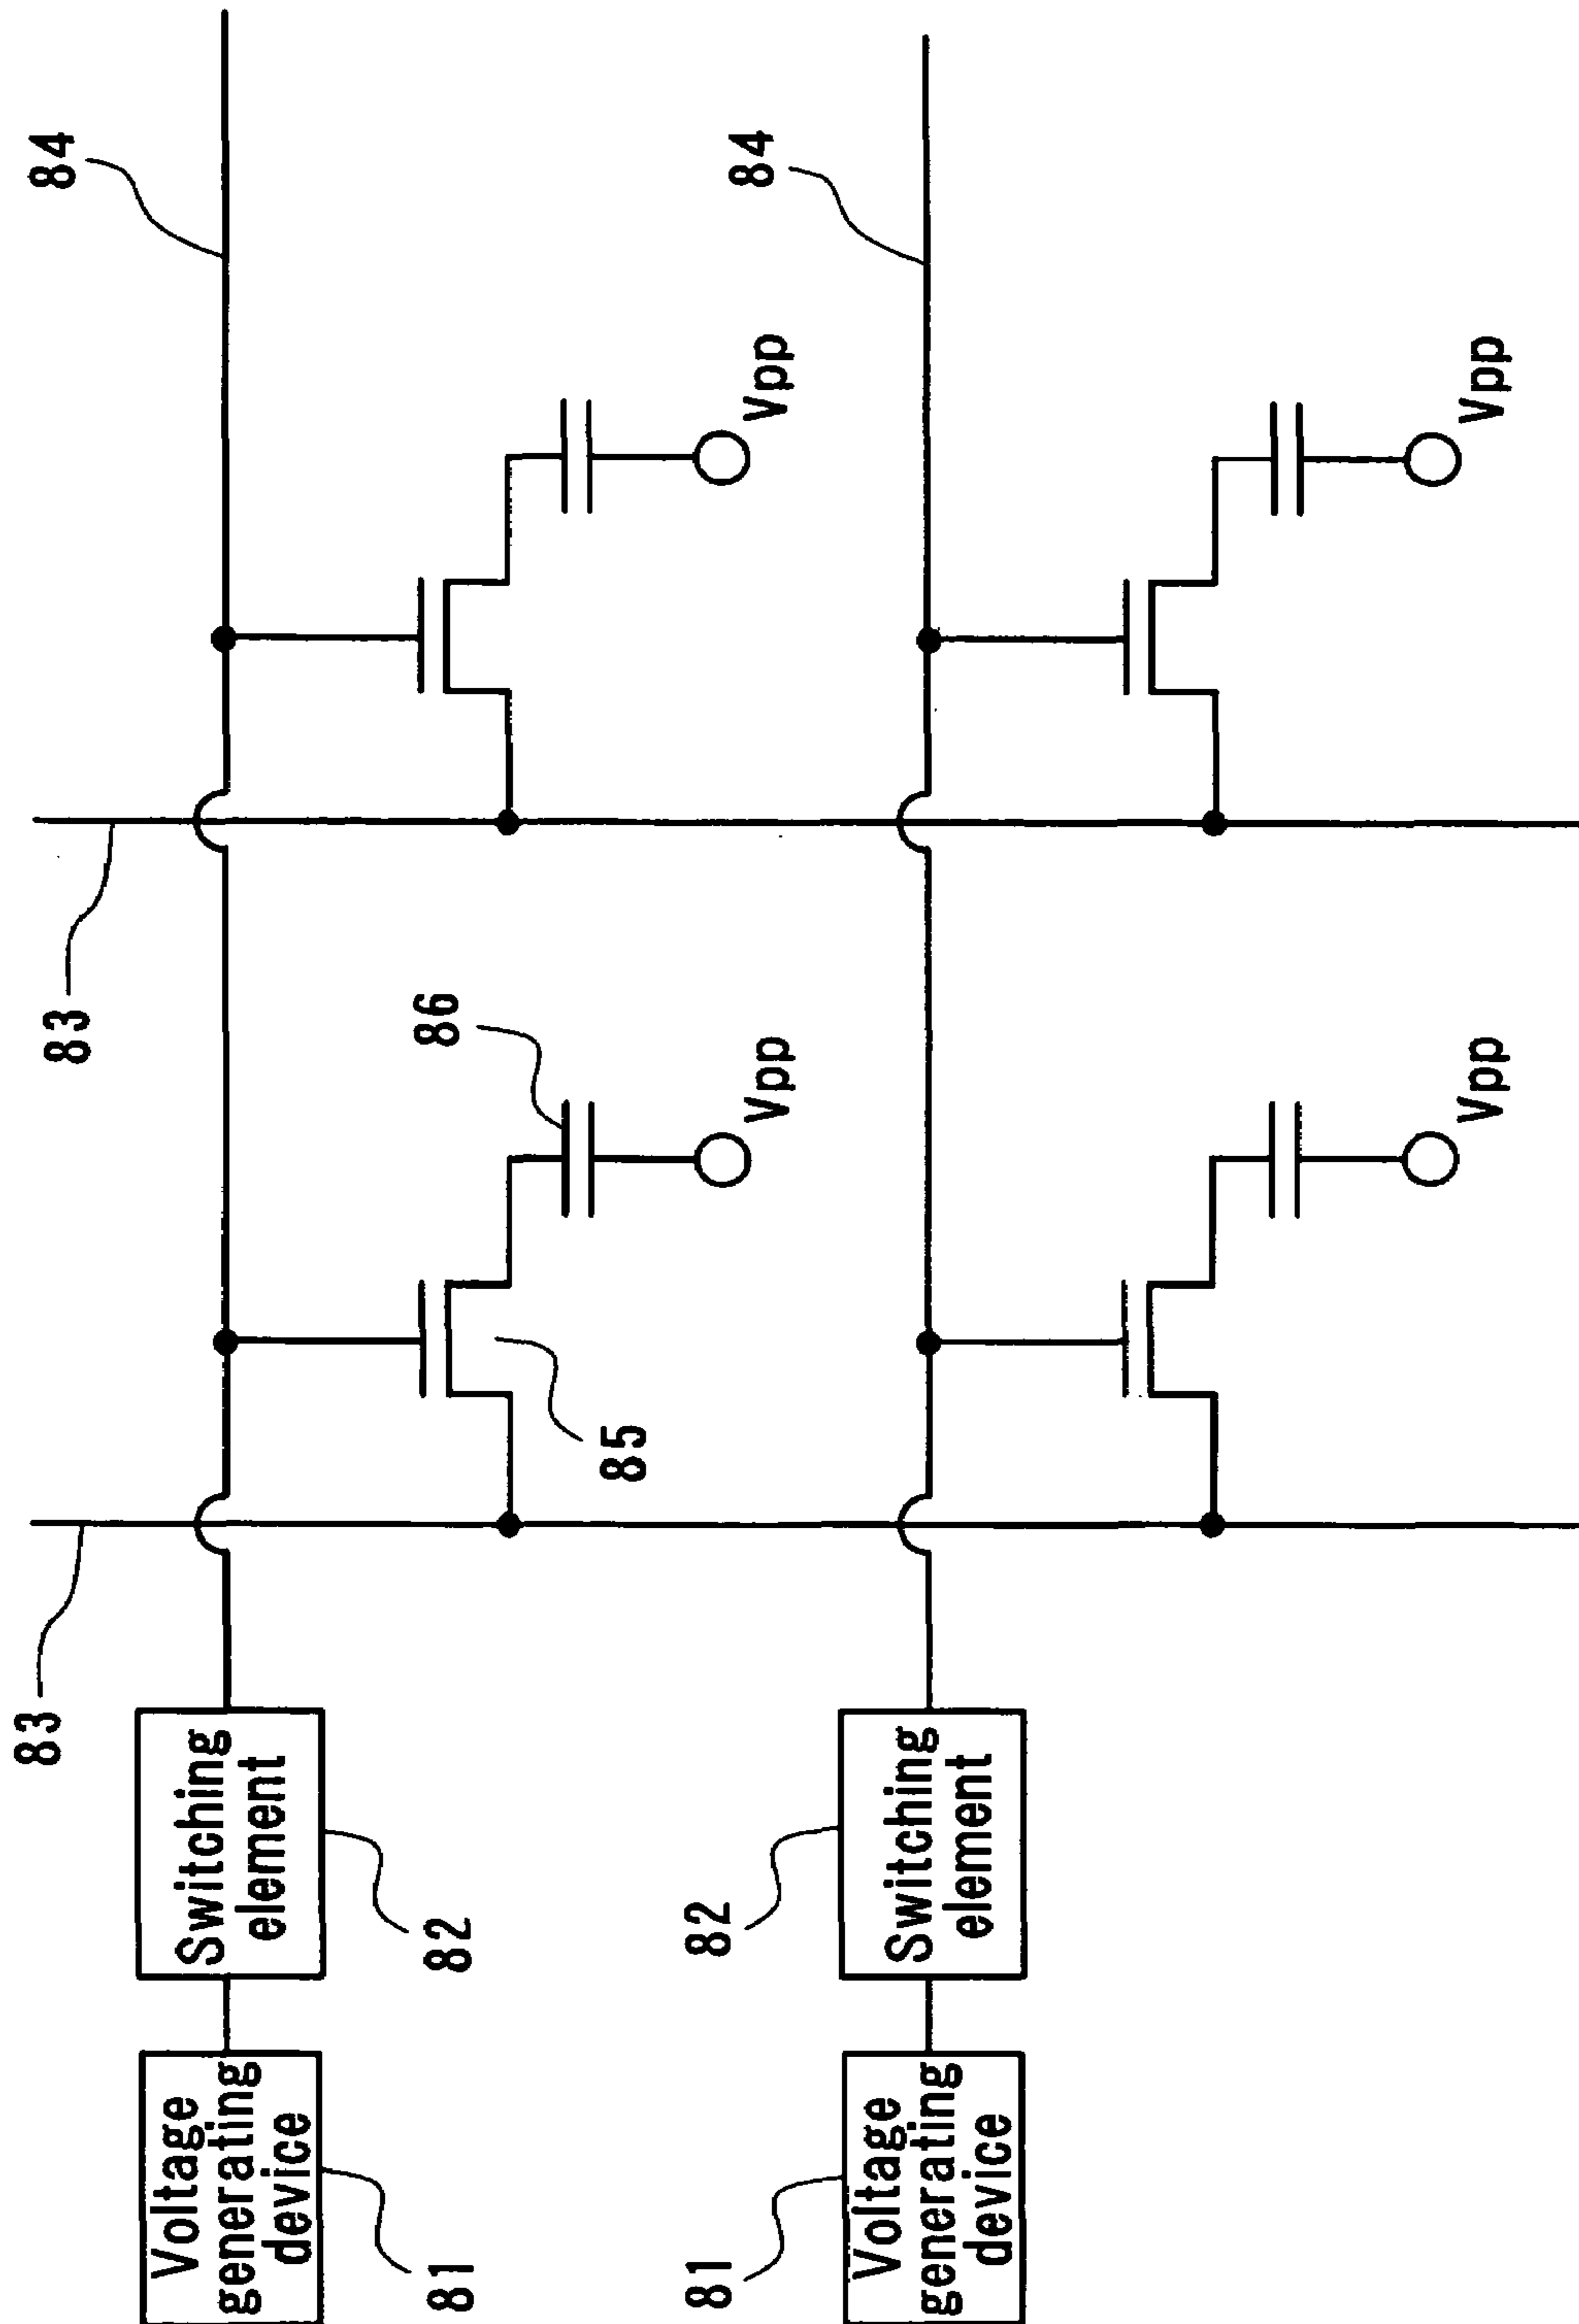 83
83
84
Voltage
generating
device
Switching
element
81
82
86
85
Vpp
Vpp
81
82
84
Voltage
generating
device
Switching
element
Vpp
Vpp